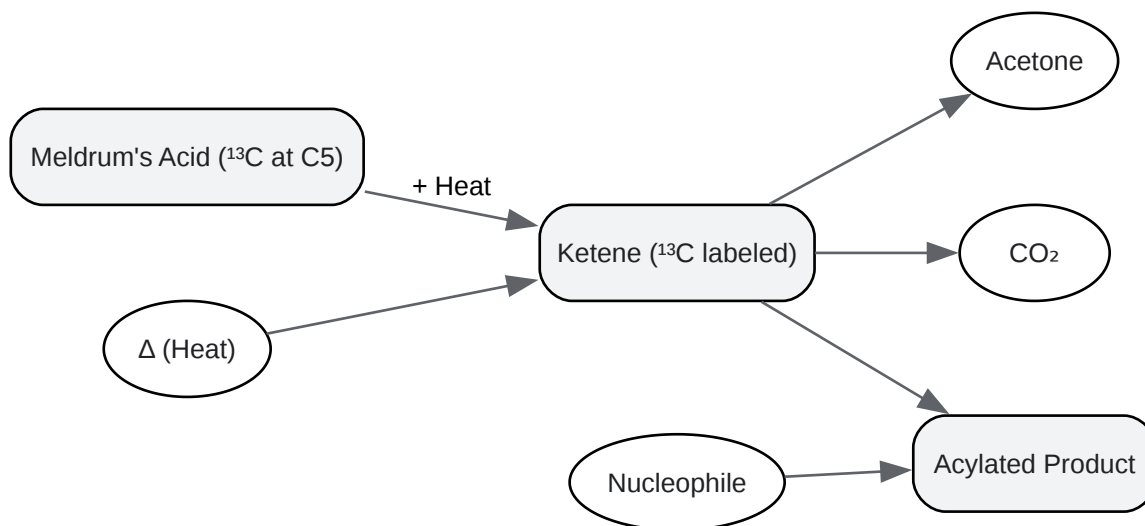 Acetone
Meldrum's Acid (¹³C at C5)
+ Heat
Ketene (¹³C labeled)
CO₂
Δ (Heat)
Acylated Product
Nucleophile